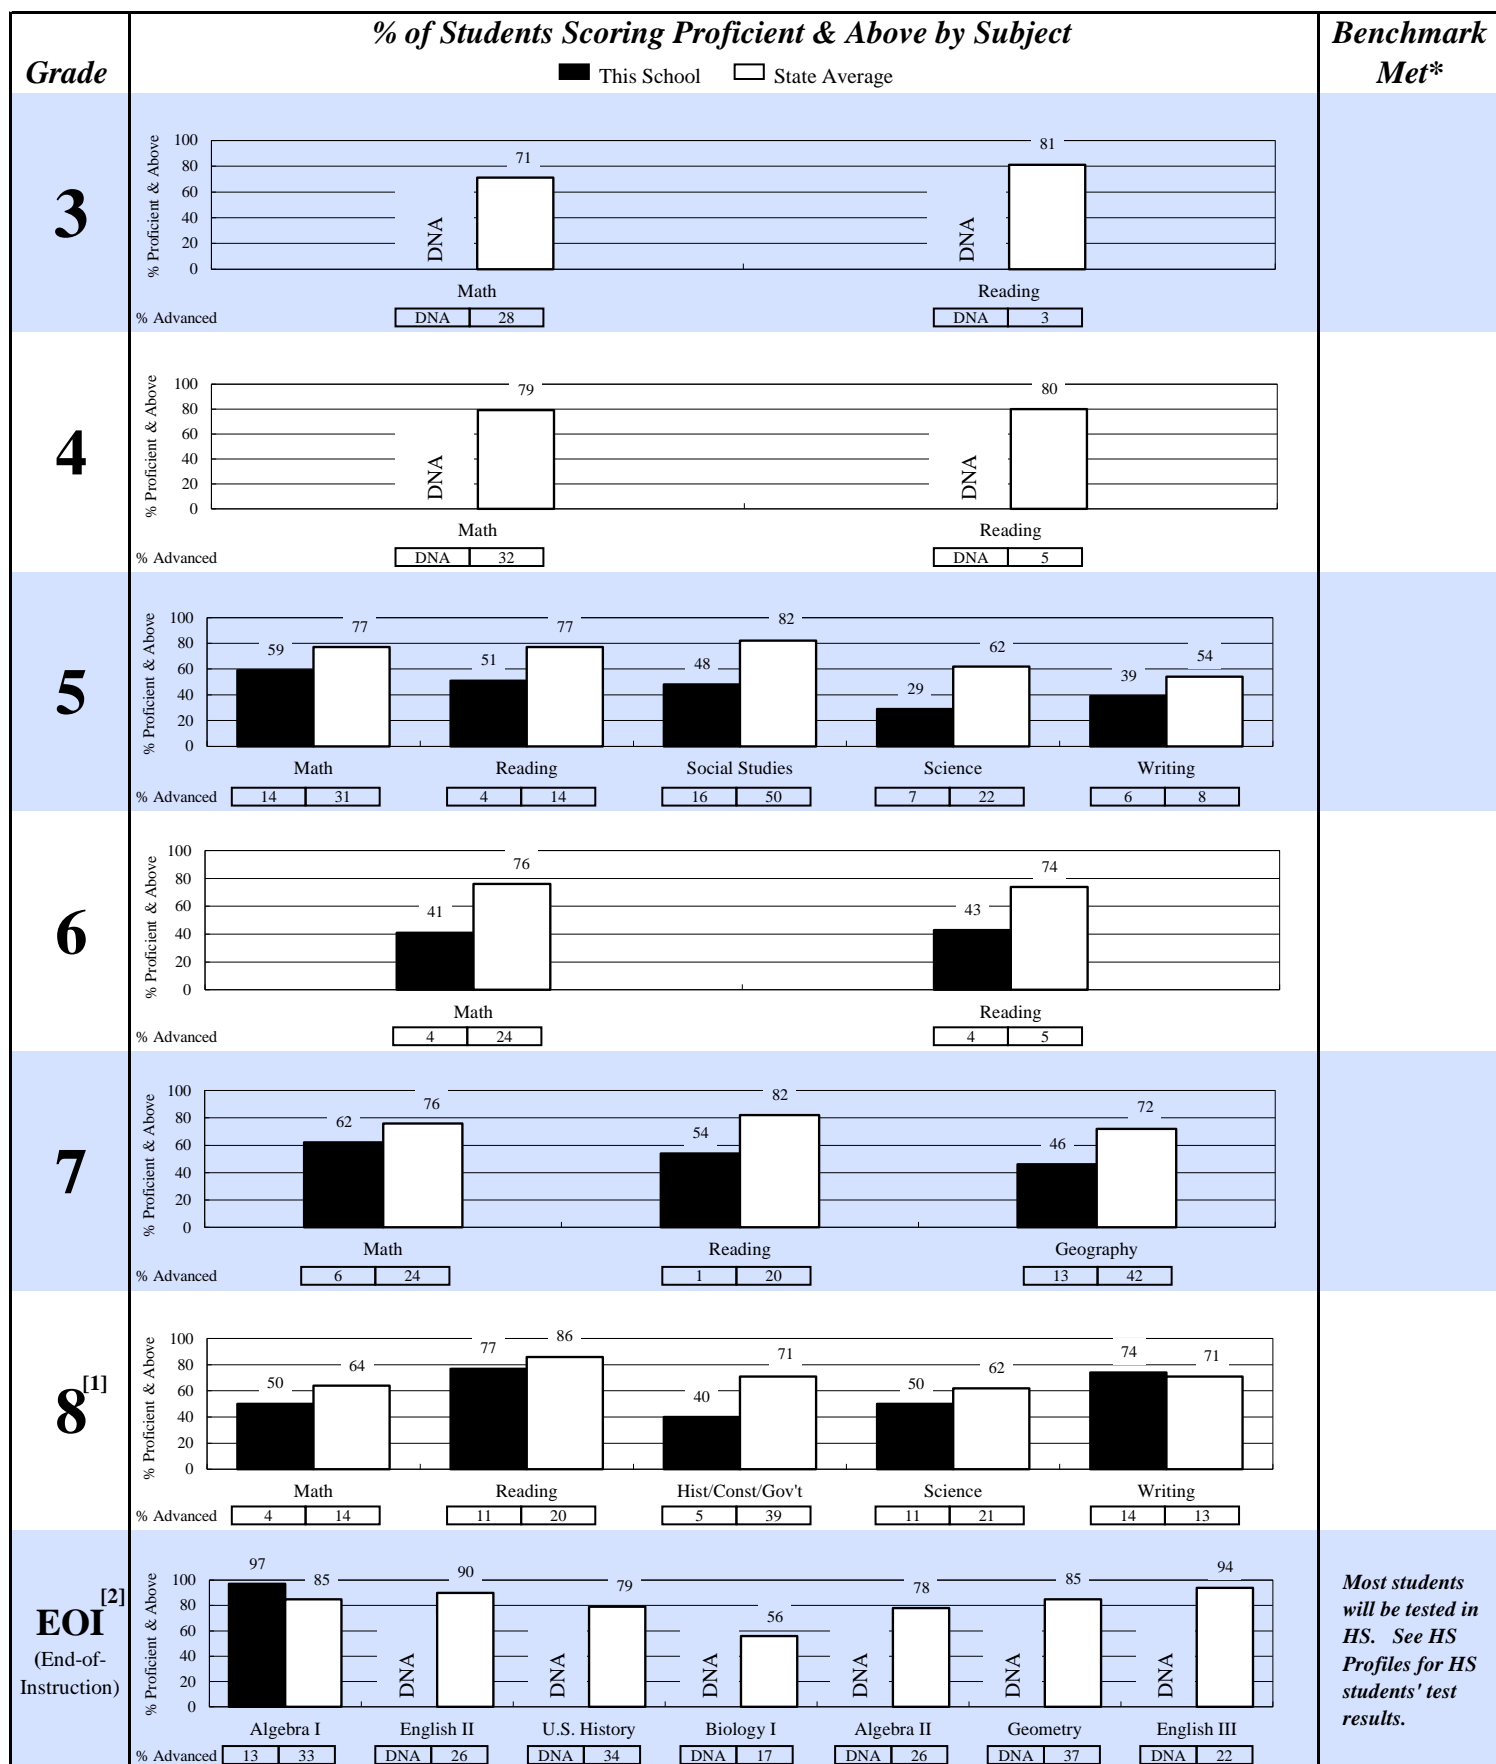 % of Students Scoring Proficient & Above by Subject
Benchmark
Met*
Grade
This School
State Average
3
% Proficient & Above
100
80
60
40
20
0
DNA
71
DNA
81
Math
Reading
% Advanced
DNA 28
DNA 3
4
% Proficient & Above
100
80
60
40
20
0
DNA
79
DNA
80
Math
Reading
% Advanced
DNA 32
DNA 5
5
% Proficient & Above
100
80
60
40
20
0
59
77
51
77
48
82
29
62
39
54
Math
Reading
Social Studies
Science
Writing
% Advanced
14 31
4 14
16 50
7 22
6 8
6
% Proficient & Above
100
80
60
40
20
0
41
76
43
74
Math
Reading
% Advanced
4 24
4 5
7
% Proficient & Above
100
80
60
40
20
0
62
76
54
82
46
72
Math
Reading
Geography
% Advanced
6 24
1 20
13 42
8[1]
% Proficient & Above
100
80
60
40
20
0
50
64
77
86
40
71
50
62
74
71
Math
Reading
Hist/Const/Gov't
Science
Writing
% Advanced
4 14
11 20
5 39
11 21
14 13
EOI[2]
(End-of-
Instruction)
% Proficient & Above
100
80
60
40
20
0
97
85
DNA
90
DNA
79
DNA
56
DNA
78
DNA
85
DNA
94
Algebra I
English II
U.S. History
Biology I
Algebra II
Geometry
English III
% Advanced
13 33
DNA 26
DNA 34
DNA 17
DNA 26
DNA 37
DNA 22
Most students
will be tested in
HS. See HS
Profiles for HS
students' test
results.